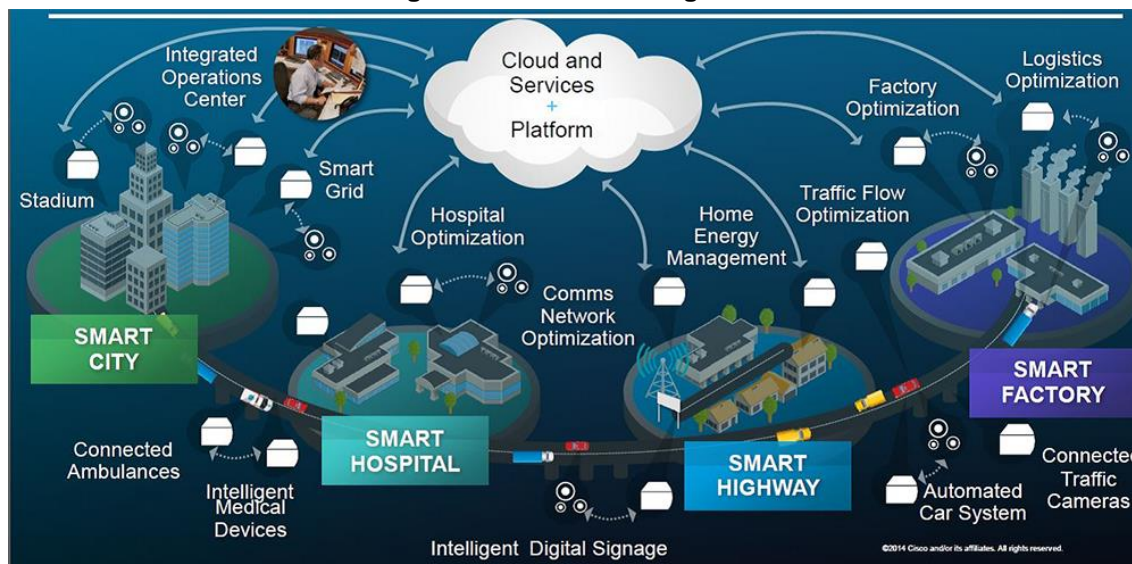 Integrated
Operations
Center
Cloud and
Services
+
Platform
Logistics
Optimization
Factory
Optimization
Stadium
Smart
Grid
Hospital
Optimization
Home
Energy
Management
Traffic Flow
Optimization
Comms
Network
Optimization
SMART
CITY
SMART
HOSPITAL
SMART
HIGHWAY
SMART
FACTORY
Connected
Ambulances
Intelligent
Medical
Devices
Intelligent Digital Signage
Automated
Car System
Connected
Traffic
Cameras
©2014 Cisco and/or its affiliates. All rights reserved.